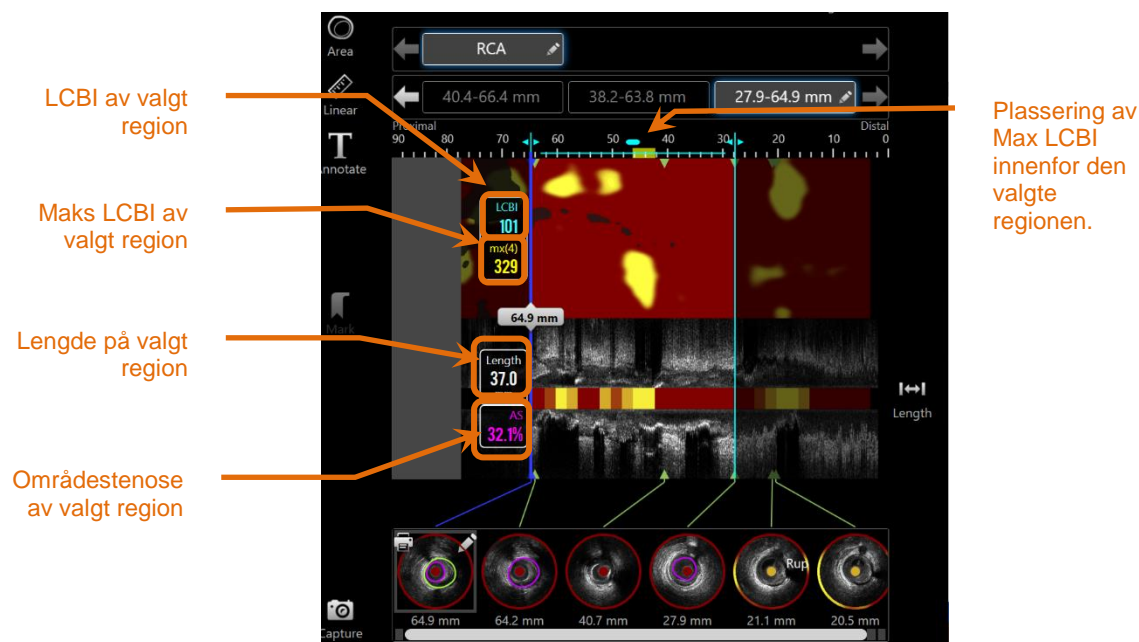 Area
RCA
LCBI av valgt
region
Linear
40.4-66.4 mm
38.2-63.8 mm
27.9-64.9 mm
Plassering av
Max LCBI
innenfor den
valgte
regionen.
Proximal
Distal
90 80 70 60 50 40 30 20 10 0
T
nnotate
Maks LCBI av
valgt region
LCBI
101
mx(4)
329
Mark
64.9 mm
Lengde på valgt
region
Length
37.0
Length
AS
32.1%
Områdestenose
av valgt region
Rup
64.9 mm
64.2 mm
40.7 mm
27.9 mm
21.1 mm
20.5 mm
apture